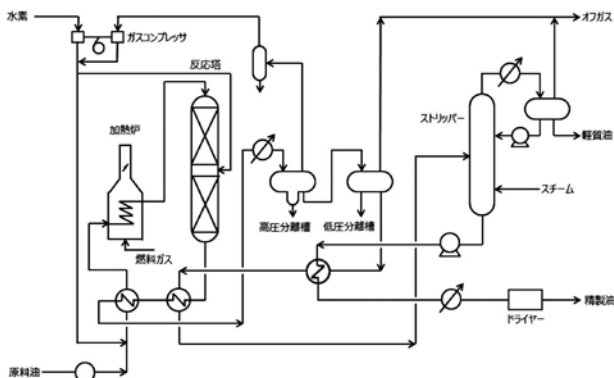 水素
ガスコンプレッサ
オフガス
反応塔
ストリッパー
加熱炉
軽質油
スチーム
高圧分離槽
低圧分離槽
燃料ガス
精製油
ドライヤー
原料油